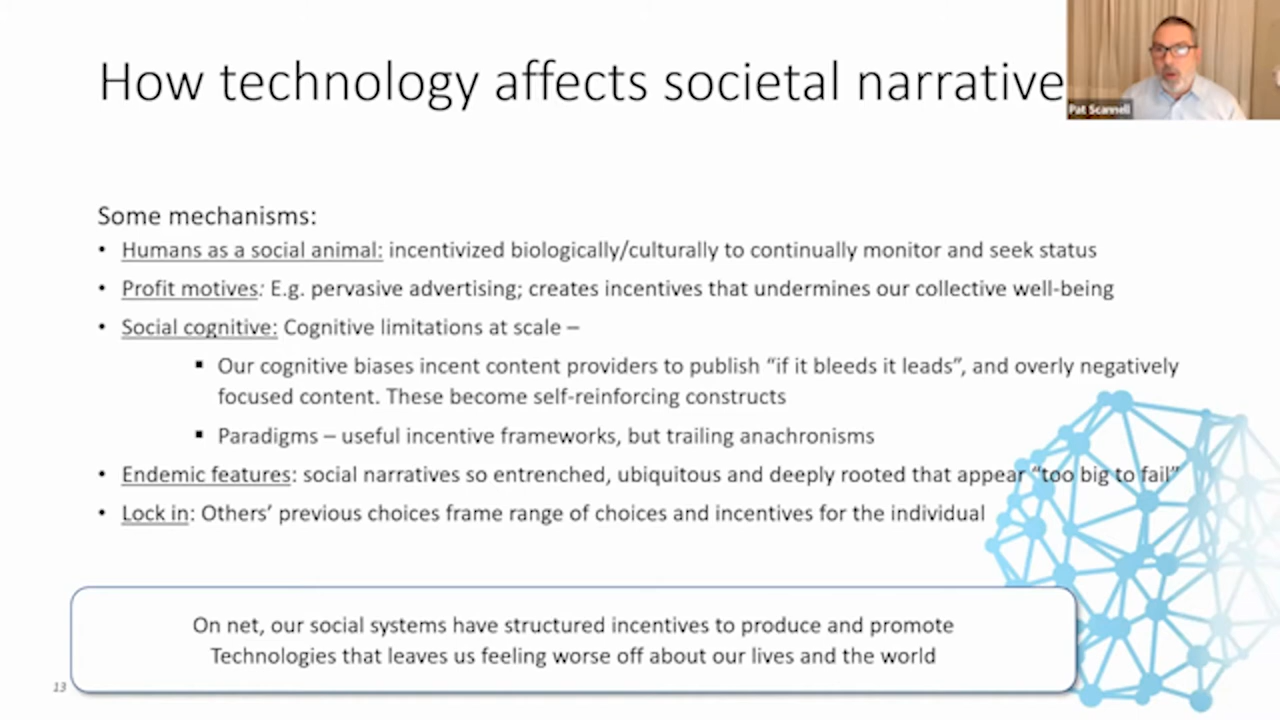 How technology affects societal narrative
Pat Scannell
Some mechanisms:
• Humans as a social animal: incentivized biologically/culturally to continually monitor and seek status
• Profit motives: E.g. pervasive advertising; creates incentives that undermines our collective well-being
• Social cognitive: Cognitive limitations at scale –
▪ Our cognitive biases incent content providers to publish “if it bleeds it leads”, and overly negatively
focused content. These become self-reinforcing constructs
▪ Paradigms – useful incentive frameworks, but trailing anachronisms
• Endemic features: social narratives so entrenched, ubiquitous and deeply rooted that appear “too big to fail”
• Lock in: Others’ previous choices frame range of choices and incentives for the individual
On net, our social systems have structured incentives to produce and promote
Technologies that leaves us feeling worse off about our lives and the world
13